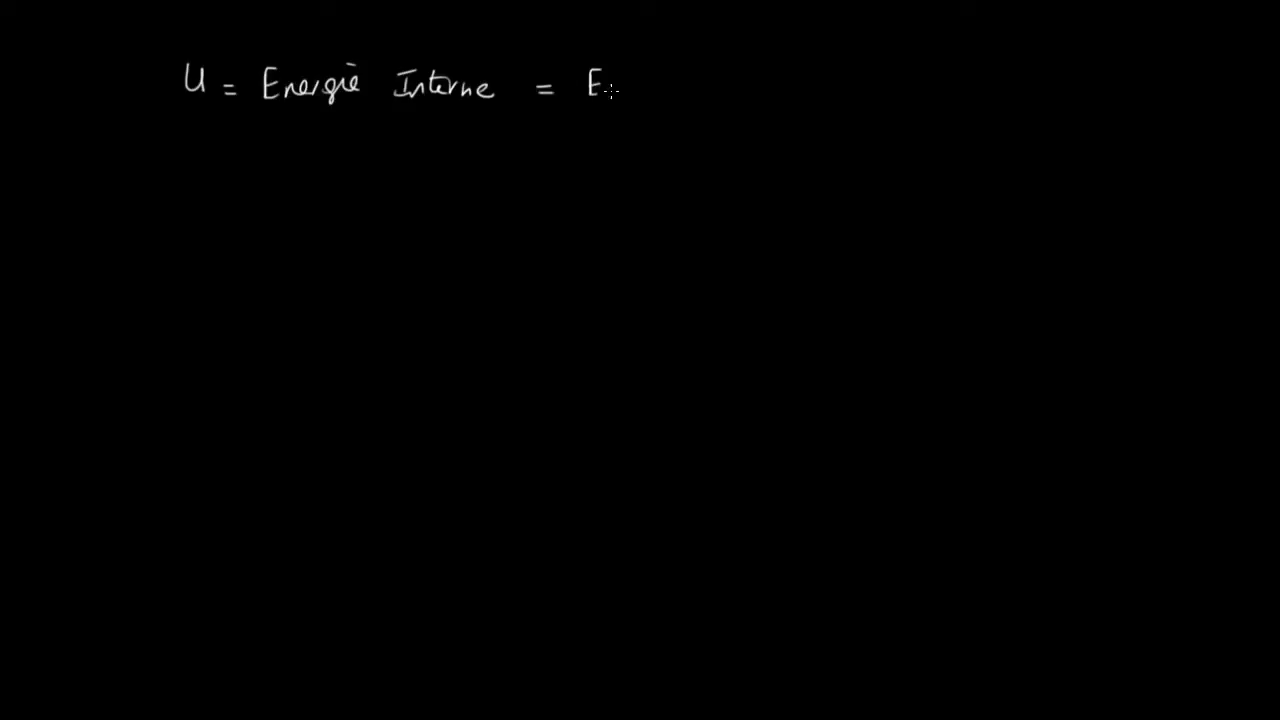 U = Energie Interne = E